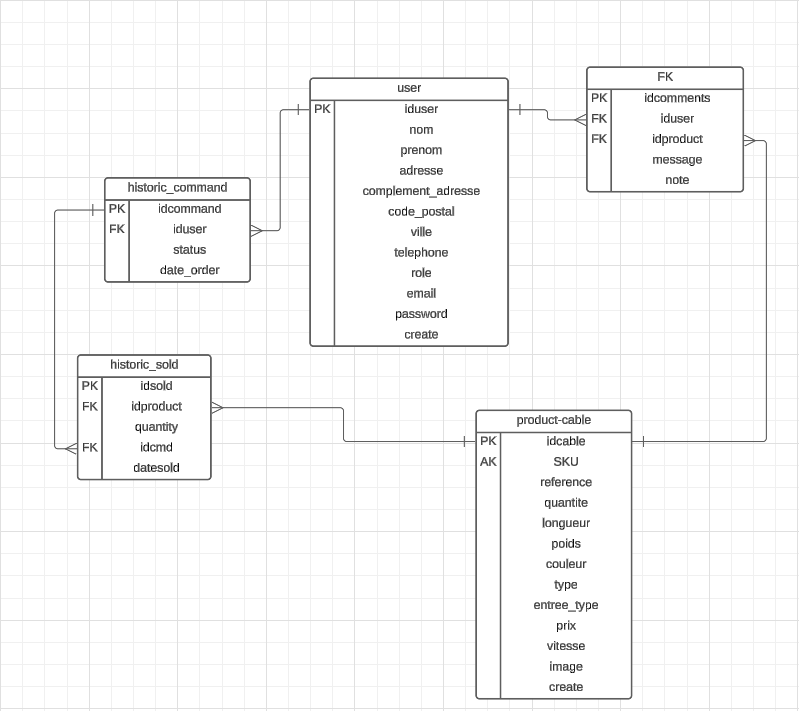 user
PK iduser
nom
prenom
adresse
complement_adresse
code_postal
ville
telephone
role
email
password
create
FK
PK idcomments
FK iduser
FK idproduct
message
note
historic_command
PK idcommand
FK iduser
status
date_order
historic_sold
PK idsold
FK idproduct
quantity
FK idcmd
datesold
product-cable
PK idcable
AK SKU
reference
quantite
longueur
poids
couleur
type
entree_type
prix
vitesse
image
create